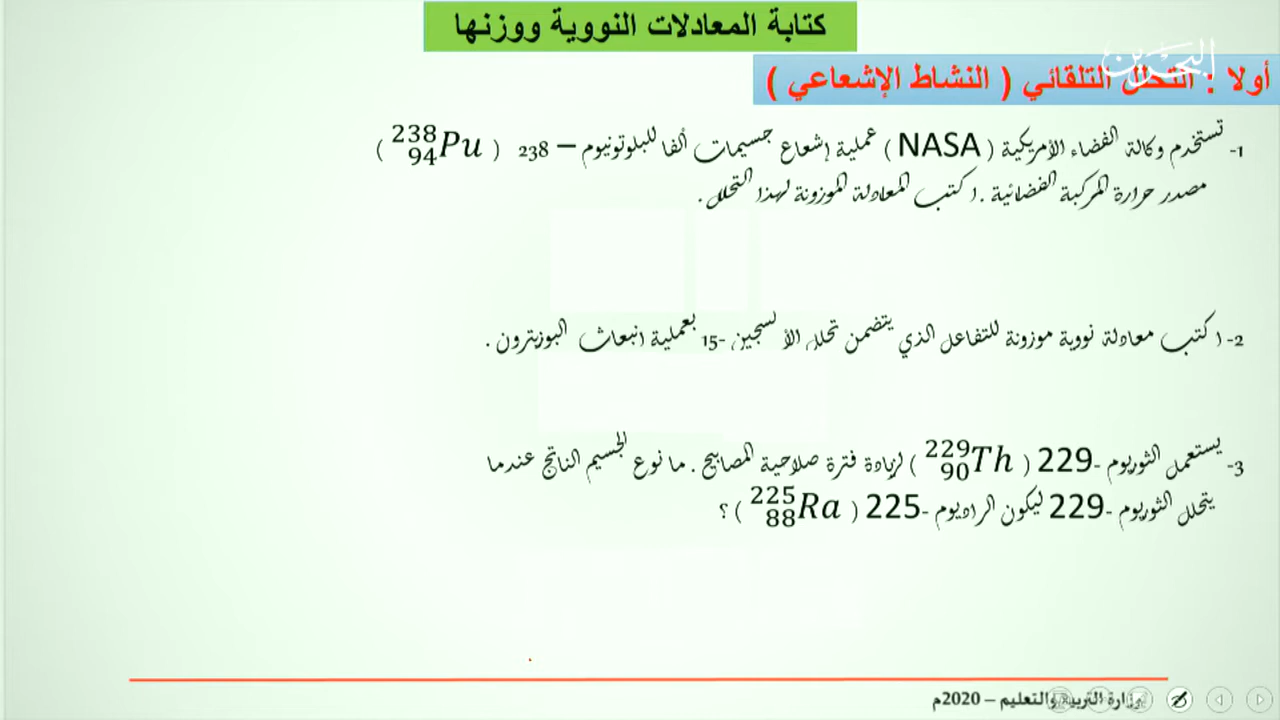 كتابة المعادلات النووية ووزنها
البحرين
أولا : التحلل التلقائي ( النشاط الإشعاعي )
1- تستخدم وكالة الفضاء الأمريكية ( NASA ) عملية إشعاع جسيمات ألفا للبلوتونيوم – 238 ( ²³⁸₉₄Pu )
مصدر حرارة المركبة الفضائية . اكتب المعادلة الموزونة لهذا التحلل .
2- اكتب معادلة نووية موزونة للتفاعل الذي يتضمن تحلل الأكسجين -15 بعملية انبعاث البوزيترون .
3- يستعمل الثوريوم -229 ( ²²⁹₉₀Th ) لزيادة فترة صلاحية المصابيح . ما نوع الجسيم الناتج عندما
يتحلل الثوريوم -229 ليكون الراديوم -225 ( ²²⁵₈₈Ra ) ؟
وزارة التربية والتعليم – 2020م